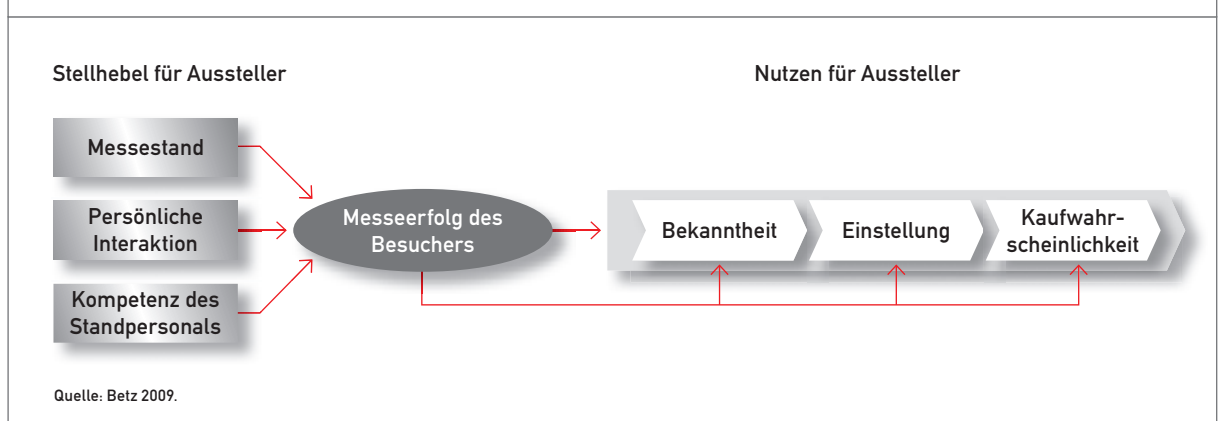 Stellhebel für Aussteller
Nutzen für Aussteller
Messestand
Persönliche
Interaktion
Kompetenz des
Standpersonals
Messeerfolg des
Besuchers
Bekanntheit
Einstellung
Kaufwahr-
scheinlichkeit
Quelle: Betz 2009.